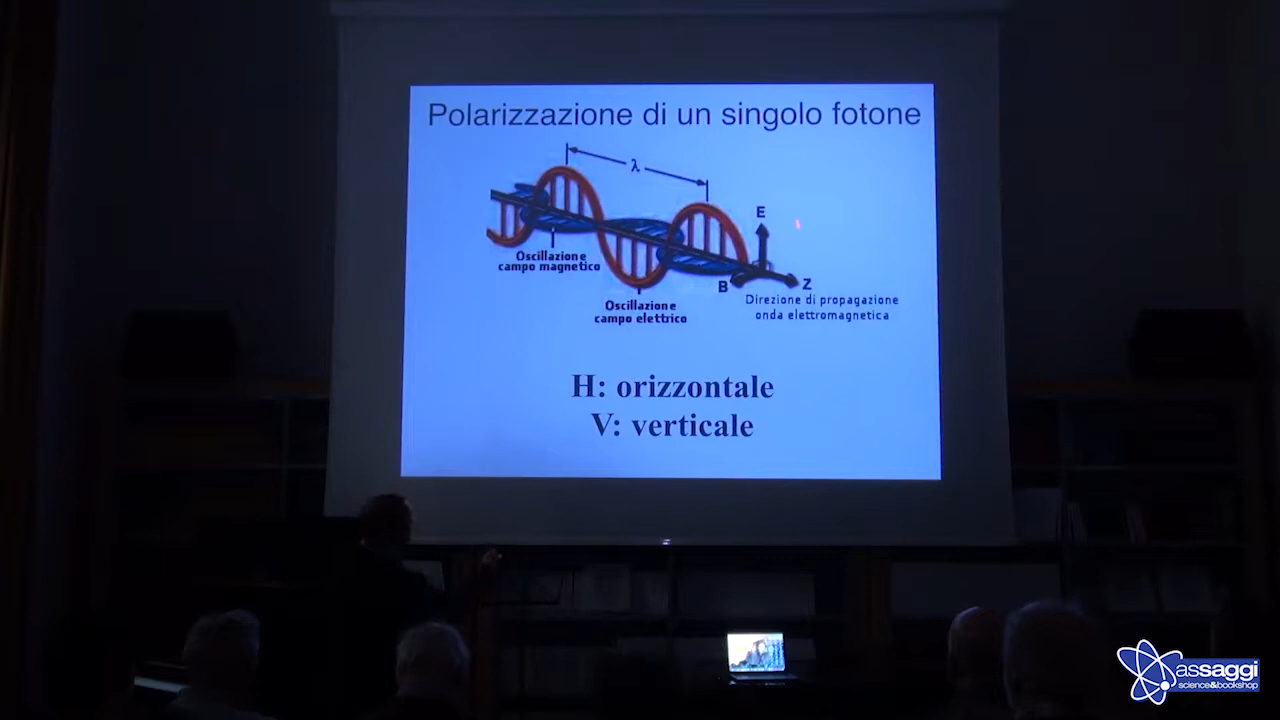 Polarizzazione di un singolo fotone
λ
E
Oscillazione
campo magnetico
B
Z
Oscillazione
campo elettrico
Direzione di propagazione
onda elettromagnetica
H: orizzontale
V: verticale
assaggi
science&bookshop